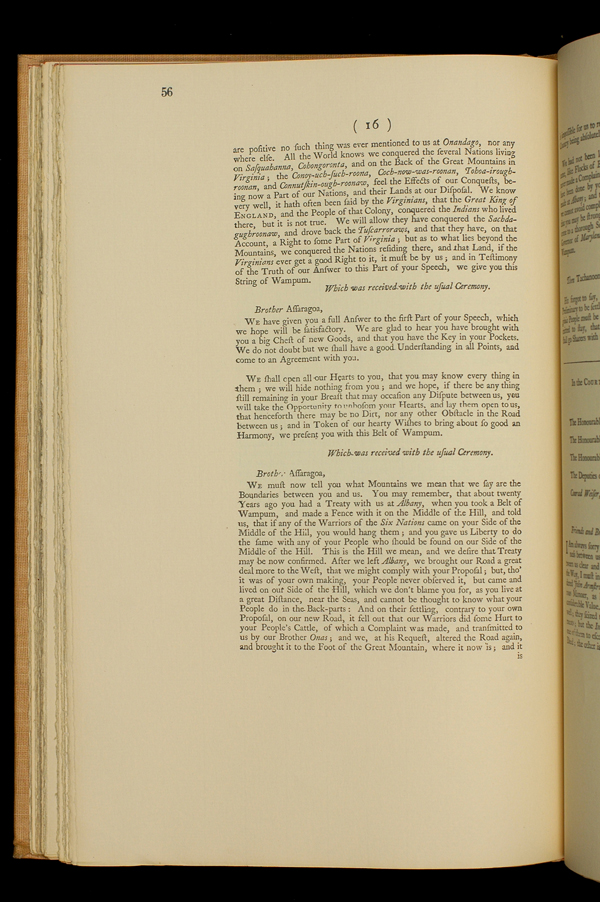 56
( 16 )
are poſitive no ſuch thing was ever mentioned to us at Onandago, nor any
where elſe. All the World knows we conquered the ſeveral Nations living
on Saſquahanna, Cohongoronta, and on the Back of the Great Mountains in
Virginia; the Conoy-uch-ſuch-roona, Coch-now-was-roonan, Tohoa-irough-
roonan, and Connutſkin-ough-roonaw, feel the Effects of our Conqueſts, be-
ing now a Part of our Nations, and their Lands at our Diſpoſal. We know
very well, it hath often been ſaid by the Virginians, that the Great King of
ENGLAND, and the People of that Colony, conquered the Indians who lived
there, but it is not true. We will allow they have conquered the Sachda-
gughroonaw, and drove back the Tuſcarroraws, and that they have, on that
Account, a Right to ſome Part of Virginia; but as to what lies beyond the
Mountains, we conquered the Nations reſiding there, and that Land, if the
Virginians ever get a good Right to it, it muſt be by us; and in Teſtimony
of the Truth of our Anſwer to this Part of your Speech, we give you this
String of Wampum.
Which was received with the uſual Ceremony.
Brother Aſſaragoa,
WE have given you a full Anſwer to the firſt Part of your Speech, which
we hope will be ſatisfactory. We are glad to hear you have brought with
you a big Cheſt of new Goods, and that you have the Key in your Pockets.
We do not doubt but we ſhall have a good Underſtanding in all Points, and
come to an Agreement with you.
WE ſhall open all our Hearts to you, that you may know every thing in
them; we will hide nothing from you; and we hope, if there be any thing
ſtill remaining in your Breaſt that may occaſion any Diſpute between us, you
will take the Opportunity to unboſom your Hearts, and lay them open to us,
that henceforth there may be no Dirt, nor any other Obſtacle in the Road
between us; and in Token of our hearty Wiſhes to bring about ſo good an
Harmony, we preſent you with this Belt of Wampum.
Which was received with the uſual Ceremony.
Brother Aſſaragoa,
WE muſt now tell you what Mountains we mean that we ſay are the
Boundaries between you and us. You may remember, that about twenty
Years ago you had a Treaty with us at Albany, when you took a Belt of
Wampum, and made a Fence with it on the Middle of the Hill, and told
us, that if any of the Warriors of the Six Nations came on your Side of the
Middle of the Hill, you would hang them; and you gave us Liberty to do
the ſame with any of your People who ſhould be found on our Side of the
Middle of the Hill. This is the Hill we mean, and we deſire that Treaty
may be now confirmed. After we left Albany, we brought our Road a great
deal more to the Weſt, that we might comply with your Propoſal; but, tho'
it was of your own making, your People never obſerved it, but came and
lived on our Side of the Hill, which we don't blame you for, as you live at
a great Diſtance, near the Seas, and cannot be thought to know what your
People do in the Back-parts: And on their ſettling, contrary to your own
Propoſal, on our new Road, it fell out that our Warriors did ſome Hurt to
your People's Cattle, of which a Complaint was made, and tranſmitted to
us by our Brother Onas; and we, at his Requeſt, altered the Road again,
and brought it to the Foot of the Great Mountain, where it now is; and it
is